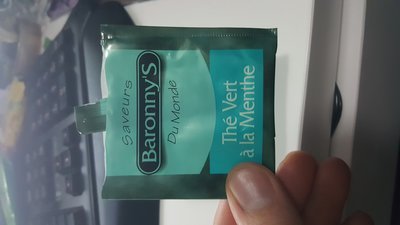 Saveurs
Baronny'S
Du Monde
Thé Vert
à la Menthe